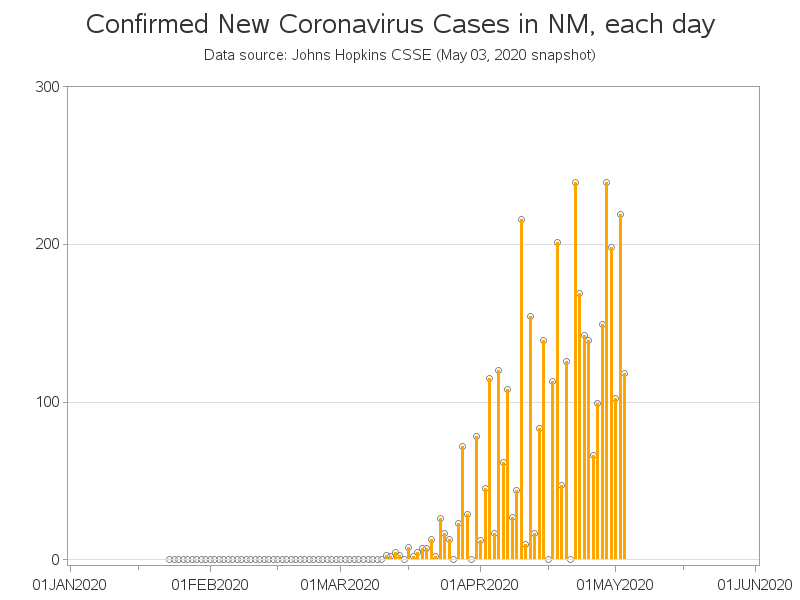 Confirmed New Coronavirus Cases in NM, each day
Data source: Johns Hopkins CSSE (May 03, 2020 snapshot)
300
200
100
0
01JAN2020 01FEB2020 01MAR2020 01APR2020 01MAY2020 01JUN2020